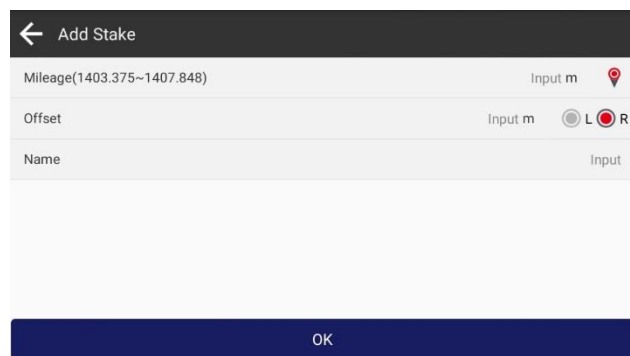 Add Stake
Mileage(1403.375~1407.848) Input m
Offset Input m L R
Name Input
OK